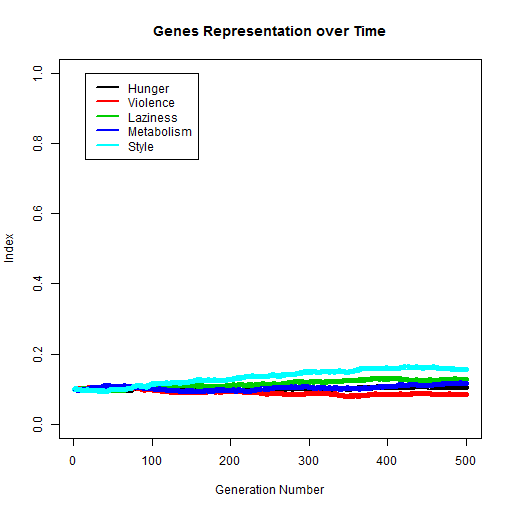 Genes Representation over Time
1.0
0.8
0.6
0.4
0.2
0.0
Index
Hunger
Violence
Laziness
Metabolism
Style
0 100 200 300 400 500
Generation Number